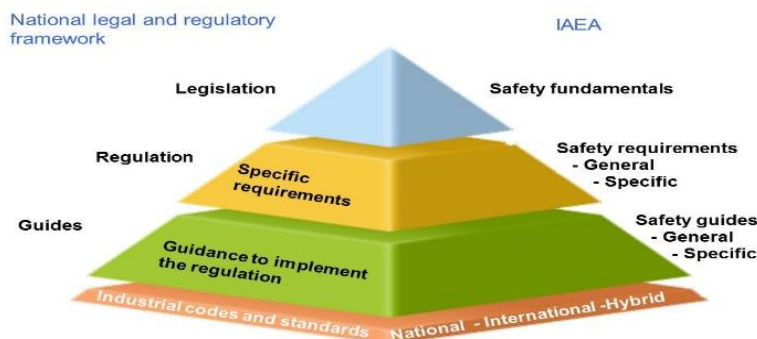 National legal and regulatory
framework
IAEA
Legislation
Safety fundamentals
Regulation
Specific
requirements
Safety requirements
- General
- Specific
Guides
Guidance to implement
the regulation
Safety guides
- General
- Specific
Industrial codes and standards
National - International -Hybrid